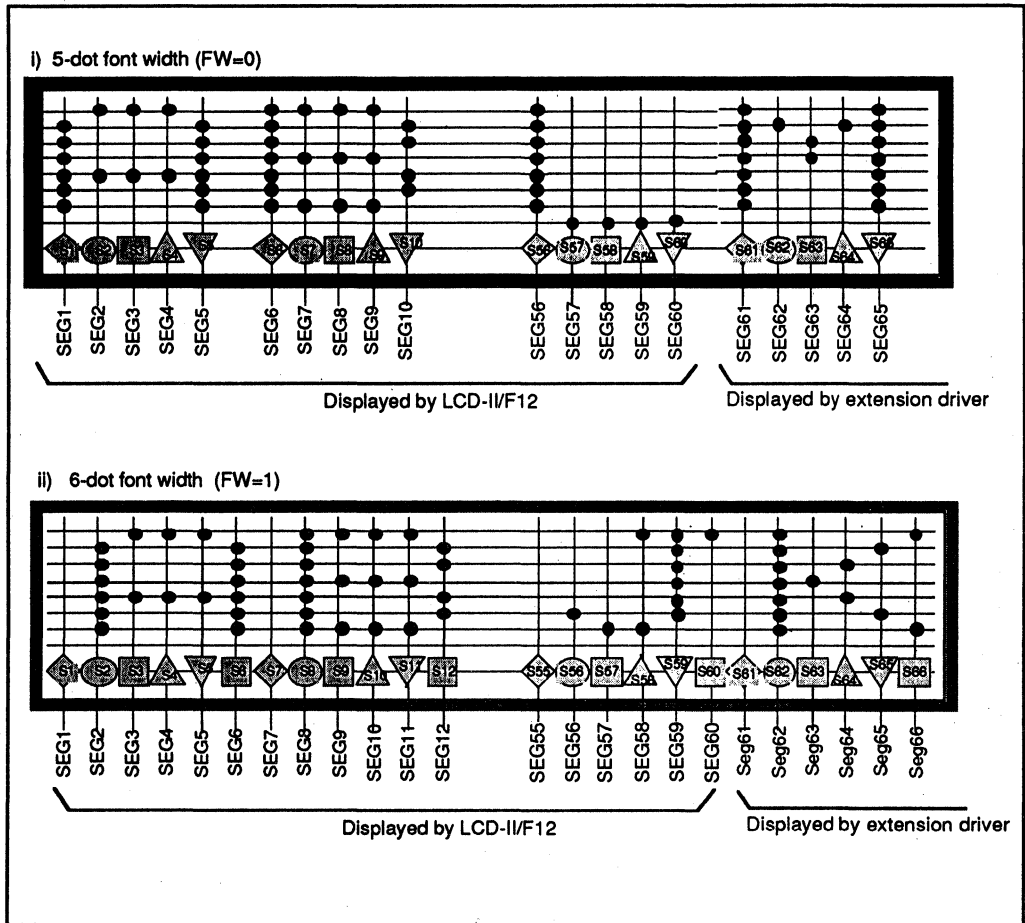 i) 5-dot font width (FW=0)
S1 S2 S3 S4 S5 S6 S7 S8 S9 S10 S56 S57 S58 S59 S60 S61 S62 S63 S64 S65
SEG1 SEG2 SEG3 SEG4 SEG5 SEG6 SEG7 SEG8 SEG9 SEG10 SEG56 SEG57 SEG58 SEG59 SEG60 SEG61 SEG62 SEG63 SEG64 SEG65
Displayed by LCD-II/F12 Displayed by extension driver
ii) 6-dot font width (FW=1)
S1 S2 S3 S4 S5 S6 S7 S8 S9 S10 S11 S12 S55 S56 S57 S58 S59 S60 S61 S62 S63 S64 S65 S66
SEG1 SEG2 SEG3 SEG4 SEG5 SEG6 SEG7 SEG8 SEG9 SEG10 SEG11 SEG12 SEG55 SEG56 SEG57 SEG58 SEG59 SEG60 Seg61 Seg62 Seg63 Seg64 Seg65 Seg66
Displayed by LCD-II/F12 Displayed by extension driver